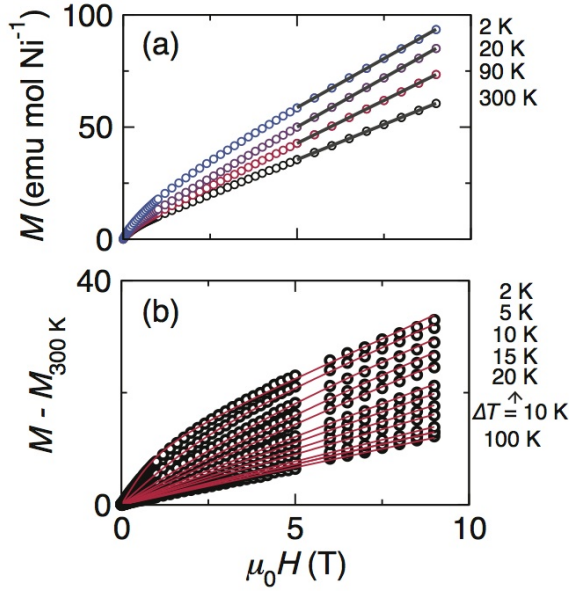 100
(a)
2 K
20 K
90 K
300 K
50
M (emu mol Ni⁻¹)
0
40
(b)
2 K
5 K
10 K
15 K
20 K
↑
ΔT = 10 K
100 K
20
M - M₃₀₀ K
0
0 5 10
μ₀H (T)